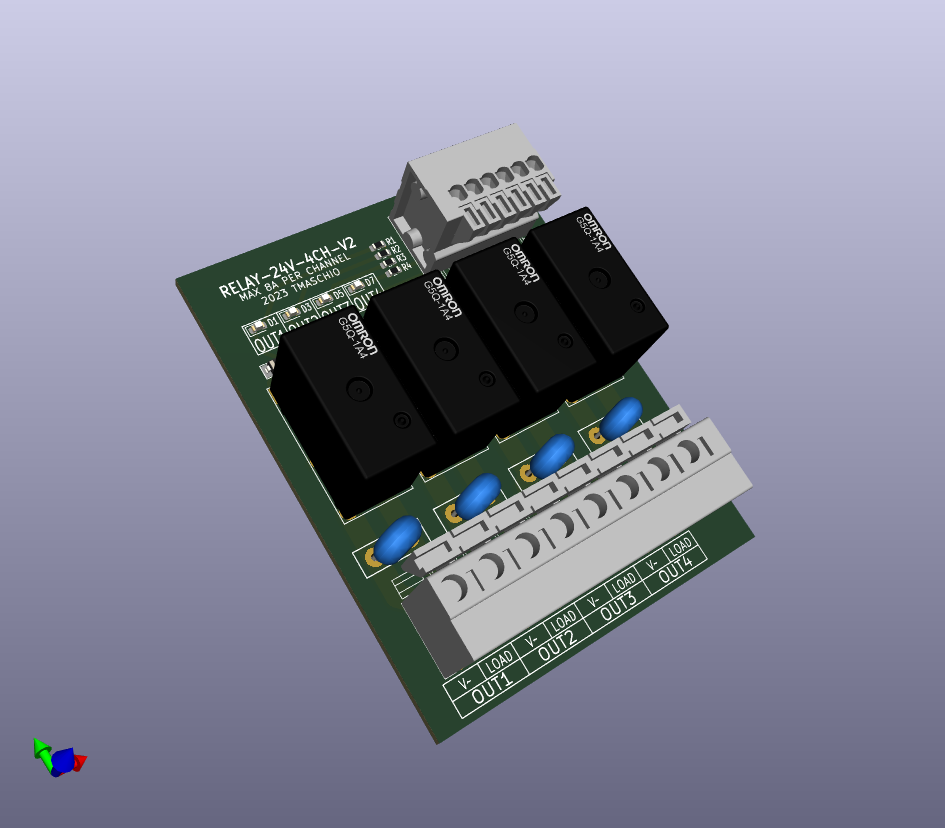 RELAY-24V-4CH-V2
MAX 8A PER CHANNEL
2023 TMASCHIO
R1
R2
R3
R4
D1 D3 D5 D7
OUT1
OMRON
G5Q-1A4
OMRON
G5Q-1A4
OMRON
G5Q-1A4
OMRON
G5Q-1A4
V- LOAD V- LOAD V- LOAD V- LOAD
OUT1 OUT2 OUT3 OUT4